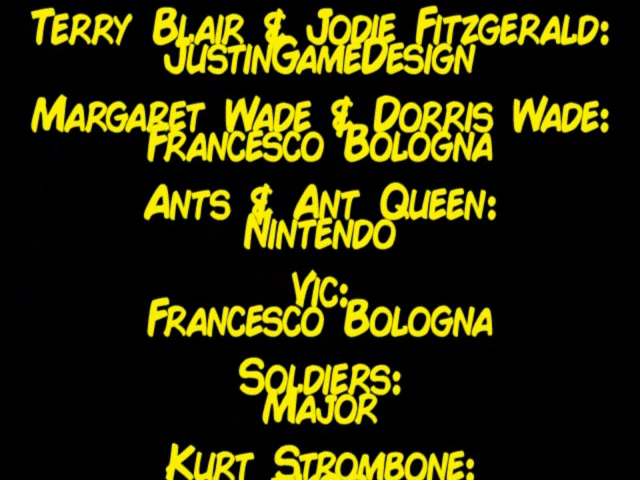 Terry Blair & Jodie Fitzgerald:
JustinGameDesign
Margaret Wade & Dorris Wade:
Francesco Bologna
Ants & Ant Queen:
Nintendo
Vic:
Francesco Bologna
Soldiers:
Major
Kurt Strombone: